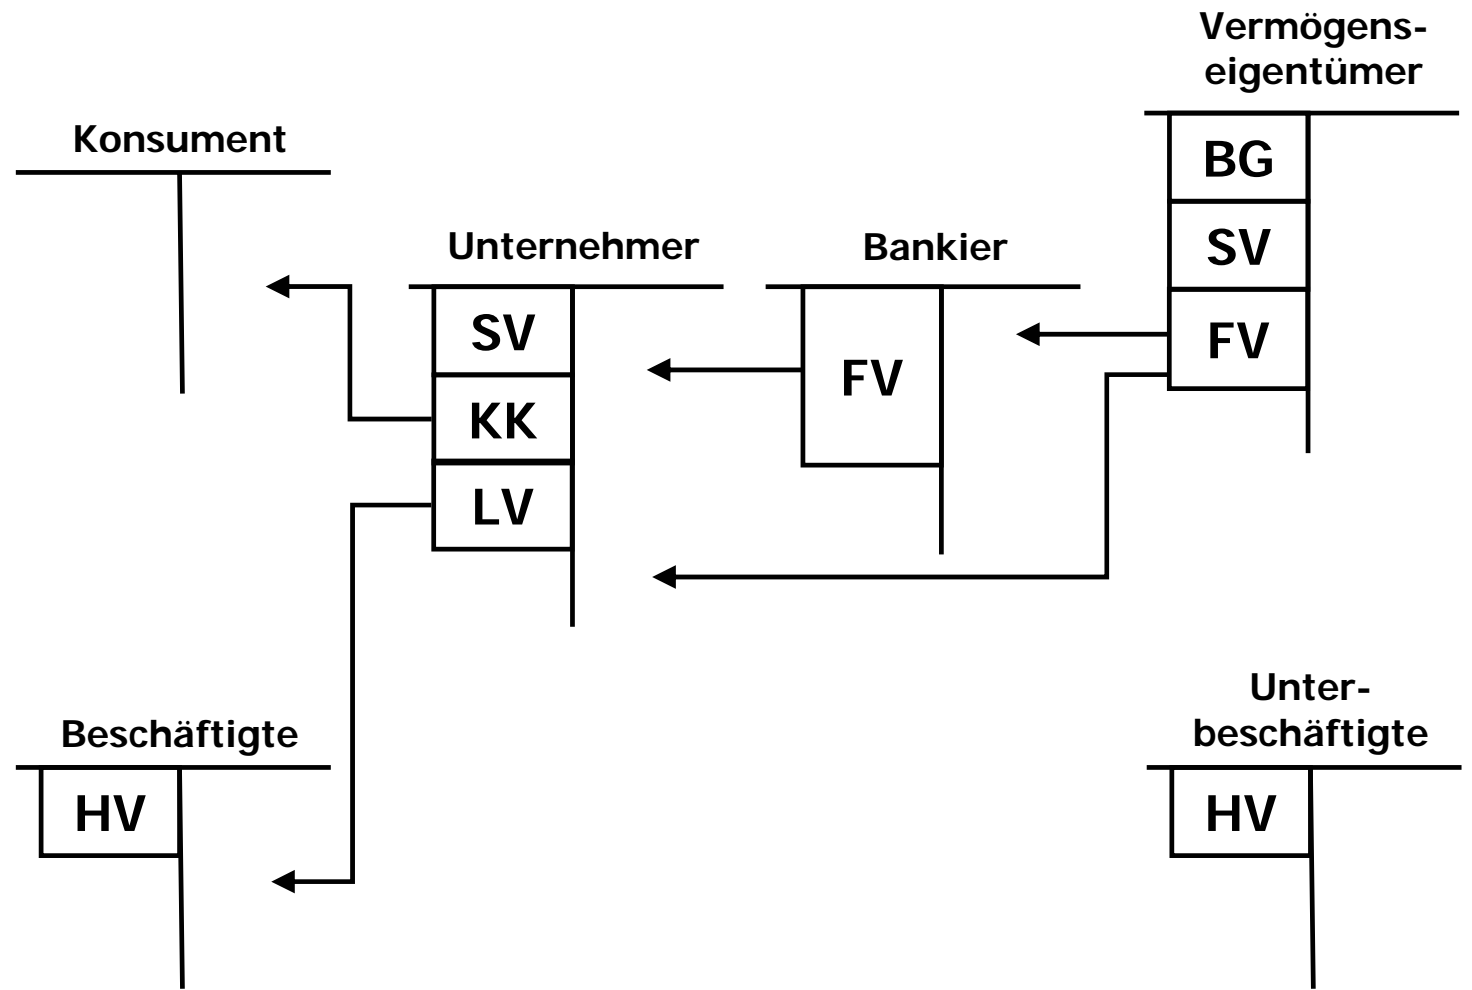 Vermögens-
eigentümer
BG
SV
FV
Konsument
Unternehmer
SV
KK
LV
Bankier
FV
Beschäftigte
HV
Unter-
beschäftigte
HV